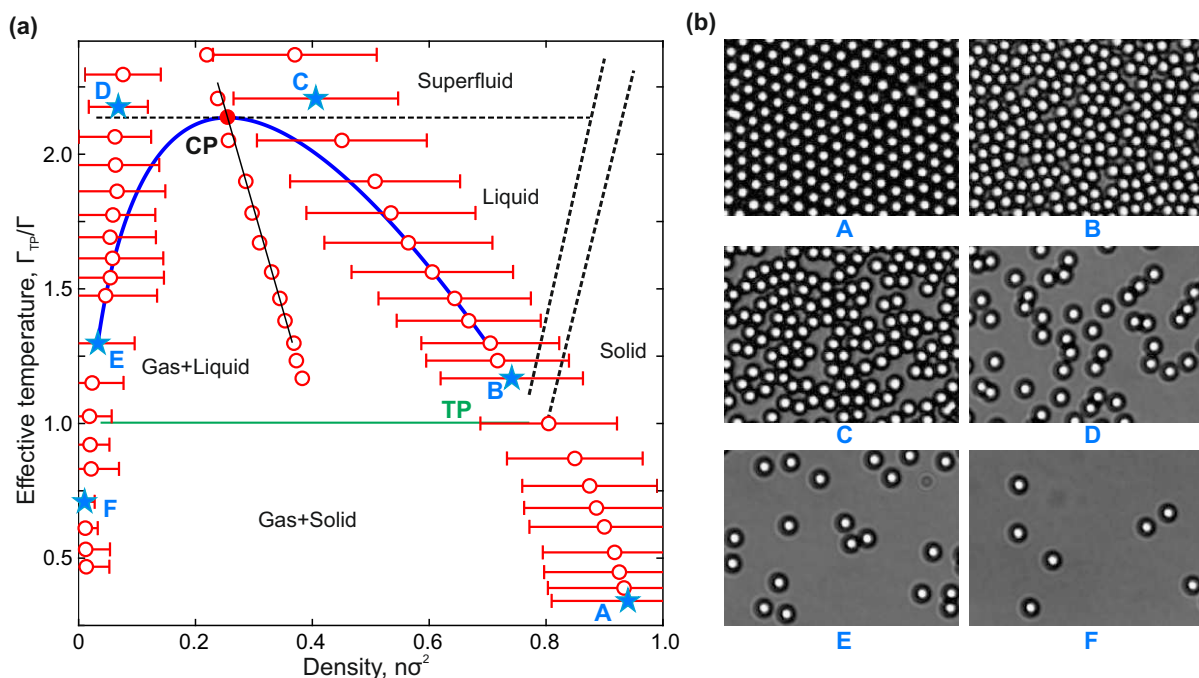 (a)
Effective temperature, Γ_TP/Γ
2.0
1.5
1.0
0.5
0
0.2
0.4
0.6
0.8
1.0
Density, nσ²
D
C
Superfluid
CP
Liquid
E
Gas+Liquid
B
Solid
TP
F
Gas+Solid
A
(b)
A
B
C
D
E
F